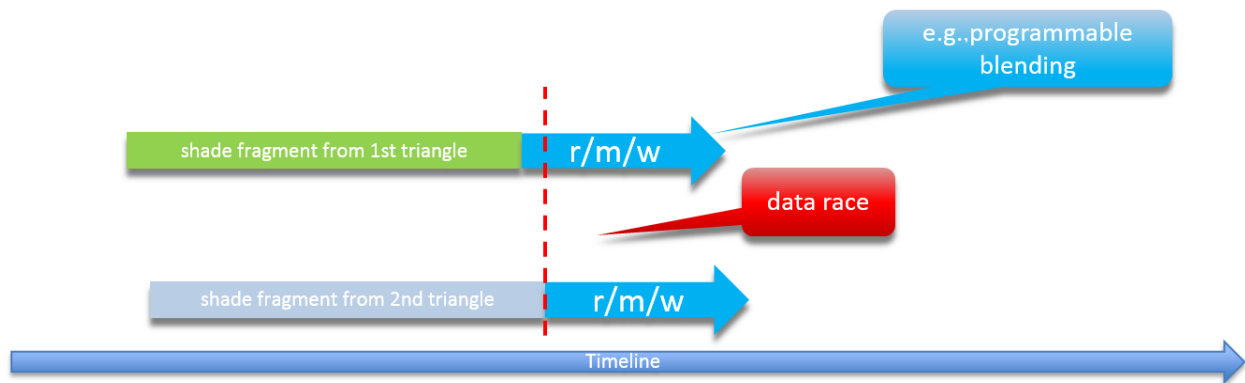 e.g.,programmable
blending
shade fragment from 1st triangle
r/m/w
data race
shade fragment from 2nd triangle
r/m/w
Timeline